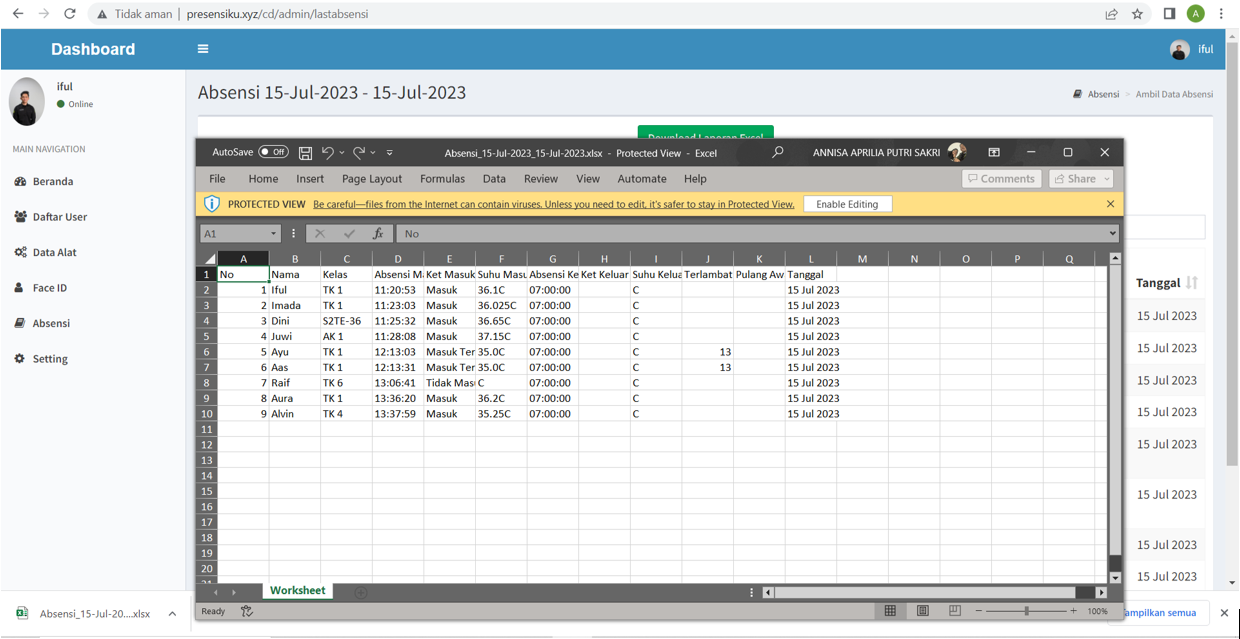 Tidak aman | presensiku.xyz/cd/admin/lastabsensi
A
Dashboard
iful
iful
Online
MAIN NAVIGATION
Beranda
Daftar User
Data Alat
Face ID
Absensi
Setting
Absensi 15-Jul-2023 - 15-Jul-2023
Absensi > Ambil Data Absensi
Download Laporan Excel
AutoSave Off Absensi_15-Jul-2023_15-Jul-2023.xlsx - Protected View - Excel ANNISA APRILIA PUTRI SAKRI
File Home Insert Page Layout Formulas Data Review View Automate Help Comments Share
PROTECTED VIEW Be careful—files from the Internet can contain viruses. Unless you need to edit, it's safer to stay in Protected View. Enable Editing
A1 fx No
A B C D E F G H I J K L M N O P Q
1 No Nama Kelas Absensi Ma Ket Masuk Suhu Masu Absensi Ke Ket Keluar Suhu Kelua Terlambat Pulang Aw Tanggal
2 1 Iful TK 1 11:20:53 Masuk 36.1C 07:00:00 C 15 Jul 2023
3 2 Imada TK 1 11:23:03 Masuk 36.025C 07:00:00 C 15 Jul 2023
4 3 Dini S2TE-36 11:25:32 Masuk 36.65C 07:00:00 C 15 Jul 2023
5 4 Juwi AK 1 11:28:08 Masuk 37.15C 07:00:00 C 15 Jul 2023
6 5 Ayu TK 1 12:13:03 Masuk Ter 35.0C 07:00:00 C 13 15 Jul 2023
7 6 Aas TK 1 12:13:31 Masuk Ter 35.0C 07:00:00 C 13 15 Jul 2023
8 7 Raif TK 6 13:06:41 Tidak Masu C 07:00:00 C 15 Jul 2023
9 8 Aura TK 1 13:36:20 Masuk 36.2C 07:00:00 C 15 Jul 2023
10 9 Alvin TK 4 13:37:59 Masuk 35.25C 07:00:00 C 15 Jul 2023
11
12
13
14
15
16
17
18
19
20
Worksheet
Ready 100%
Tanggal
15 Jul 2023
15 Jul 2023
15 Jul 2023
15 Jul 2023
15 Jul 2023
15 Jul 2023
15 Jul 2023
15 Jul 2023
Absensi_15-Jul-20....xlsx
ampilkan semua